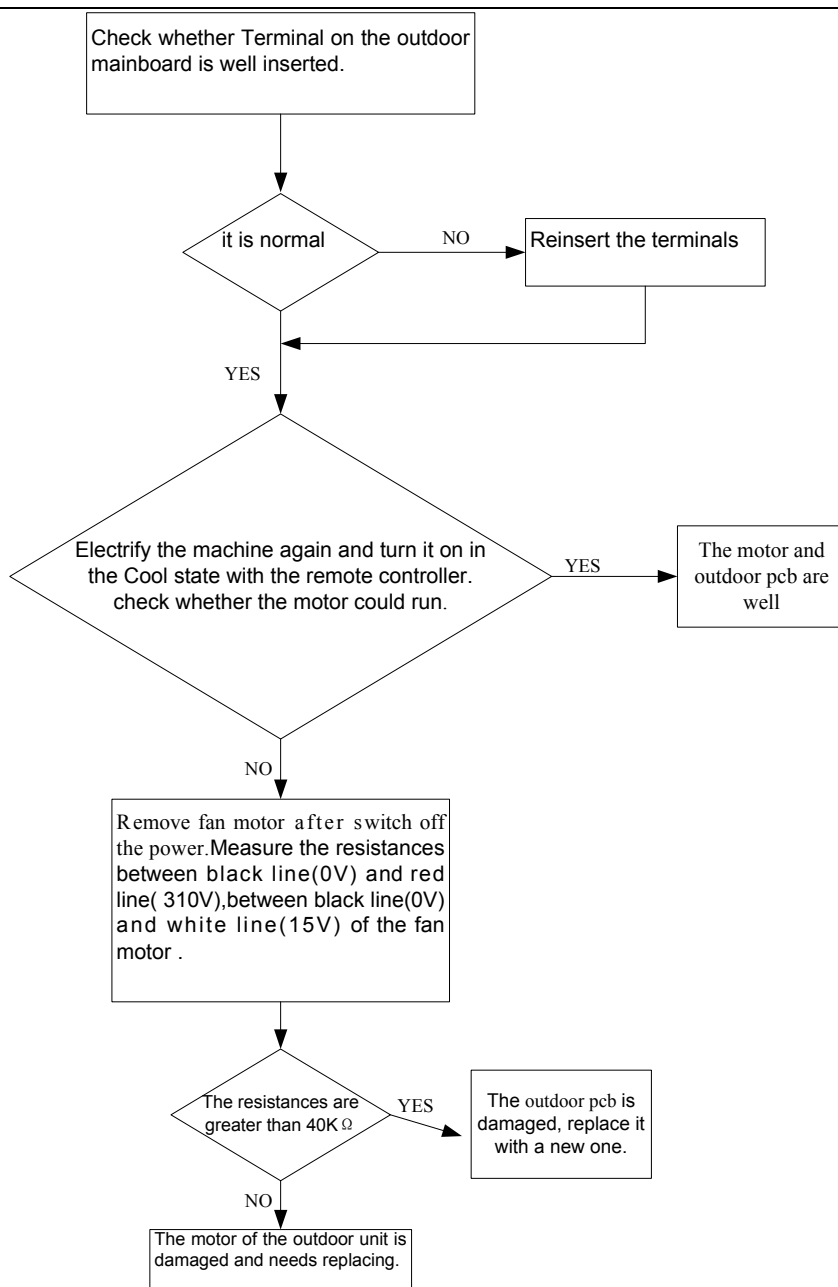 Check whether Terminal on the outdoor
mainboard is well inserted.
it is normal
NO
Reinsert the terminals
YES
Electrify the machine again and turn it on in
the Cool state with the remote controller.
check whether the motor could run.
YES
The motor and
outdoor pcb are
well
NO
Remove fan motor after switch off
the power.Measure the resistances
between black line(0V) and red
line( 310V),between black line(0V)
and white line(15V) of the fan
motor .
The resistances are
greater than 40KΩ
YES
The outdoor pcb is
damaged, replace it
with a new one.
NO
The motor of the outdoor unit is
damaged and needs replacing.